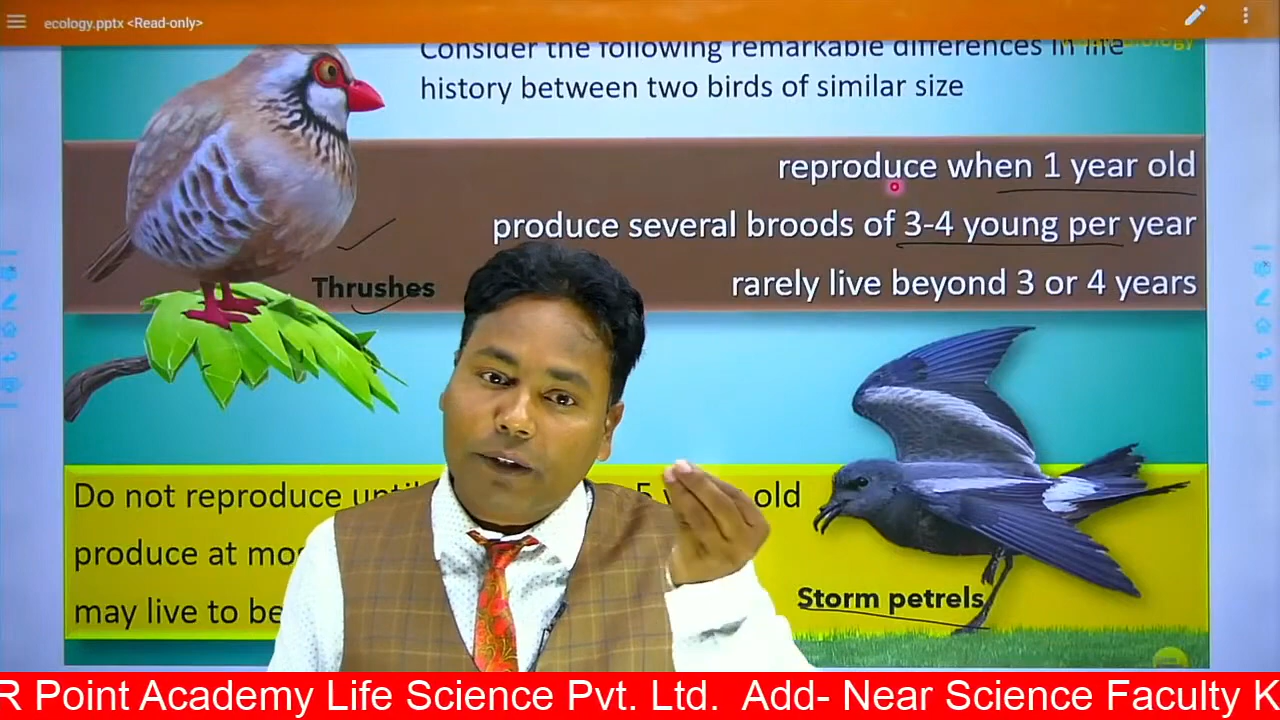 ecology.pptx <Read-only>
Consider the following remarkable differences in life
history between two birds of similar size
reproduce when 1 year old
produce several broods of 3-4 young per year
rarely live beyond 3 or 4 years
Thrushes
Do not reproduce until 5 old
produce at
may live to be
Storm petrels
R Point Academy Life Science Pvt. Ltd. Add- Near Science Faculty K